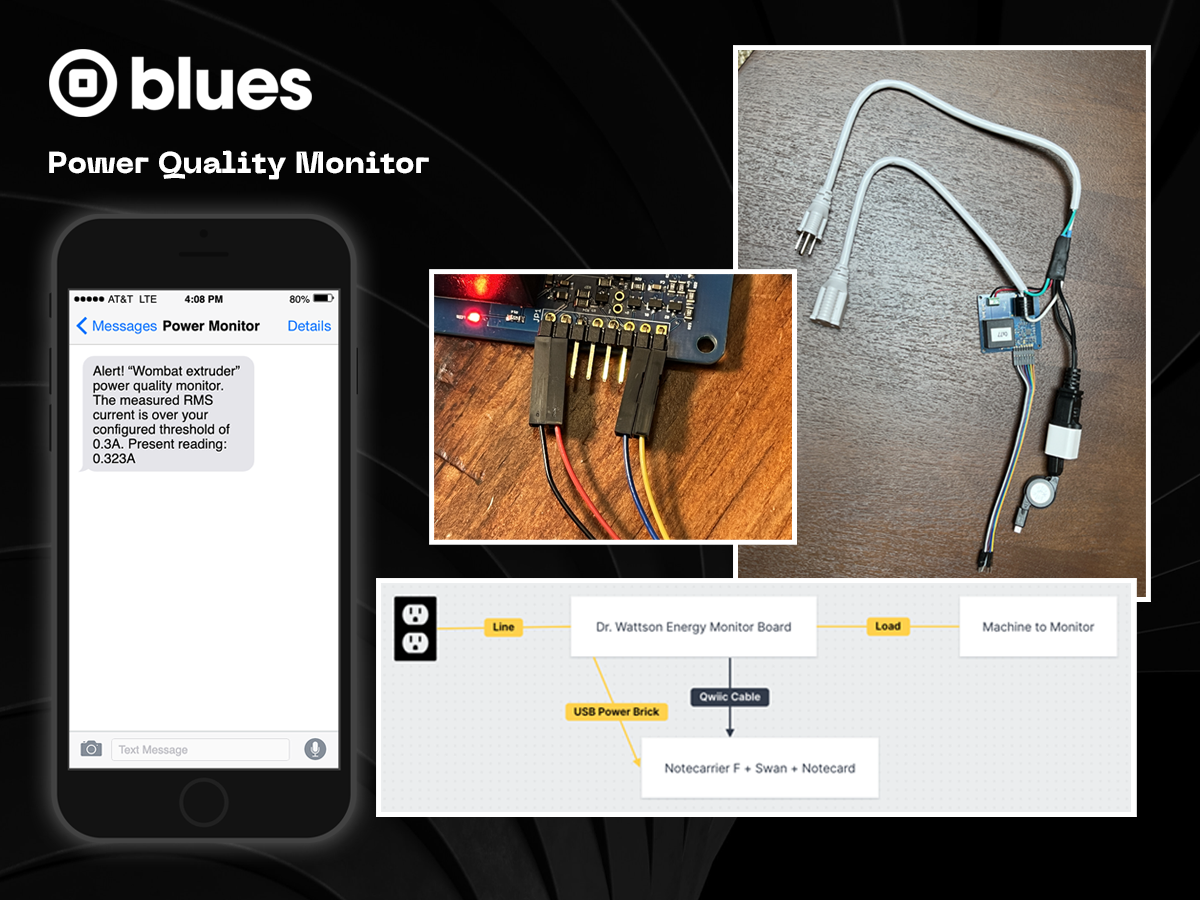 blues
Power Quality Monitor
AT&T LTE
4:08 PM
80%
Messages
Power Monitor
Details
Alert! “Wombat extruder”
power quality monitor.
The measured RMS
current is over your
configured threshold of
0.3A. Present reading:
0.323A
Text Message
JP1
Line
Dr. Wattson Energy Monitor Board
Load
Machine to Monitor
USB Power Brick
Qwiic Cable
Notecarrier F + Swan + Notecard